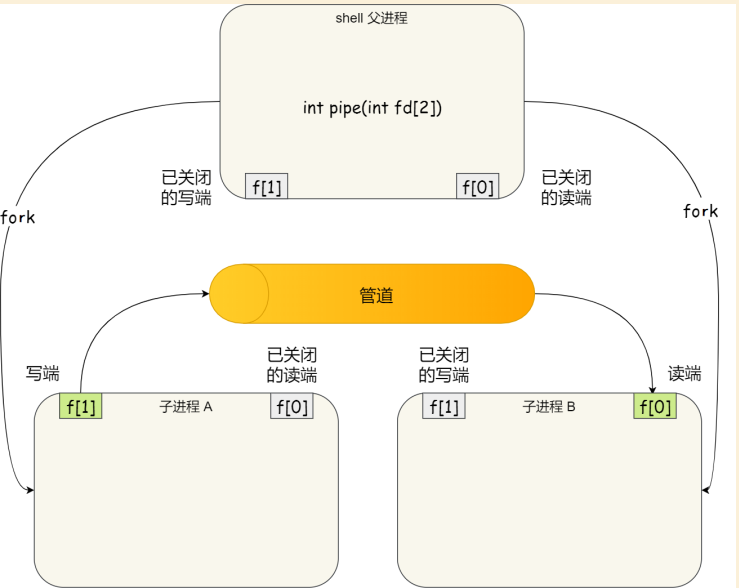 shell 父进程
int pipe(int fd[2])
已关闭
的写端
f[1]
f[0]
已关闭
的读端
fork
fork
管道
写端
已关闭
的读端
已关闭
的写端
读端
f[1]
子进程 A
f[0]
f[1]
子进程 B
f[0]